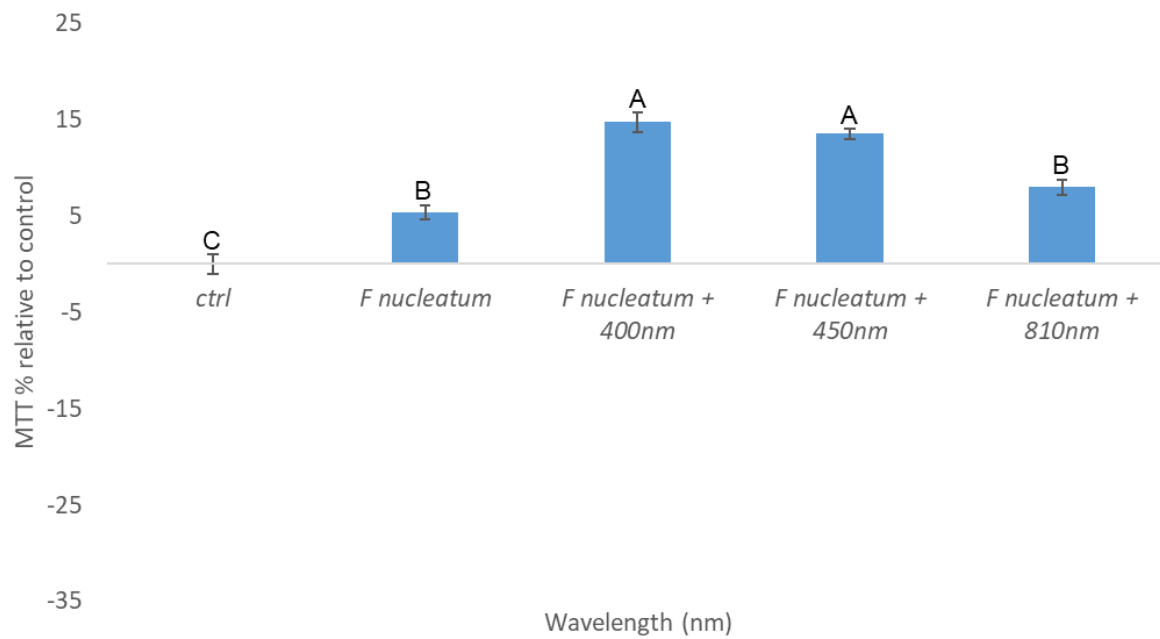 25
15
5
-5
-15
-25
-35
MTT % relative to control
C
B
A
A
B
ctrl
F nucleatum
F nucleatum +
400nm
F nucleatum +
450nm
F nucleatum +
810nm
Wavelength (nm)